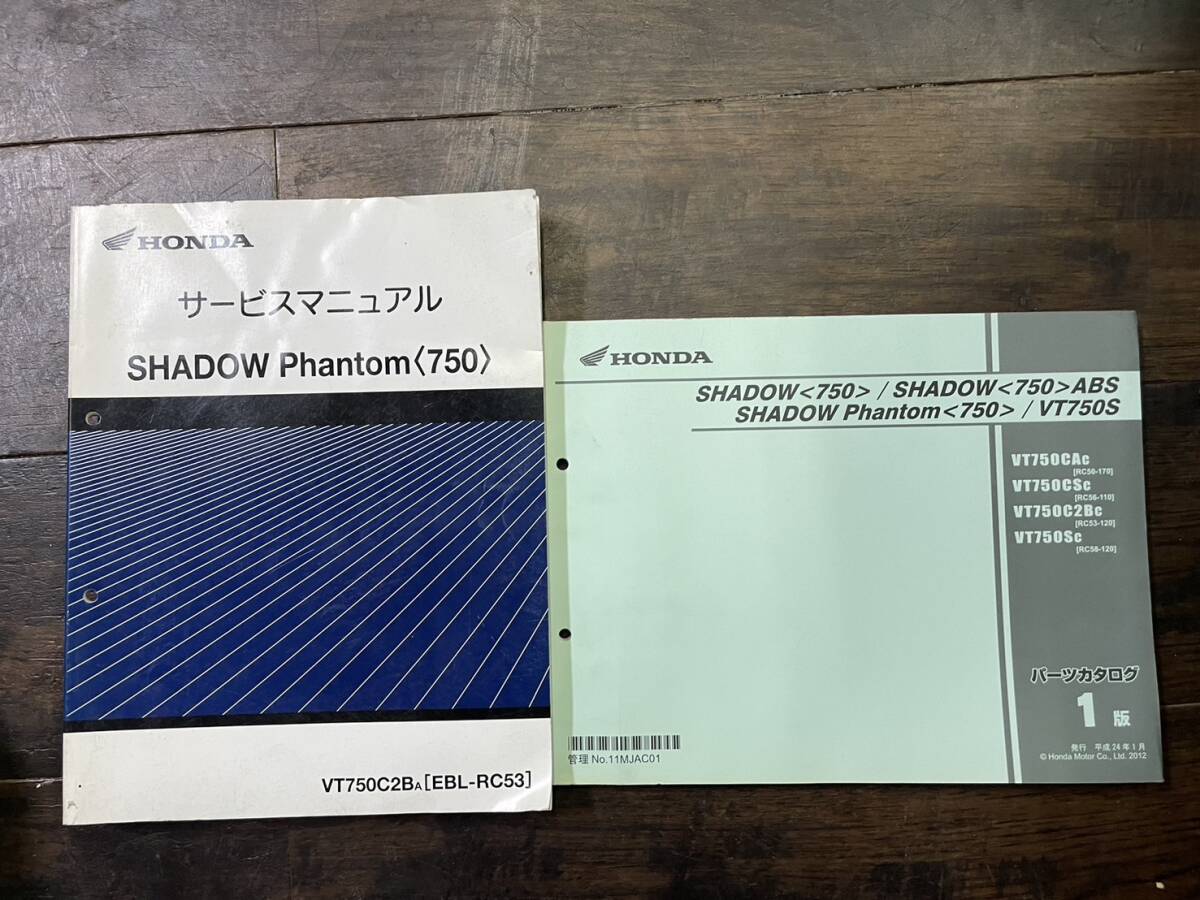 HONDA
サービスマニュアル
SHADOW Phantom〈750〉
VT750C2BA[EBL-RC53]
HONDA
SHADOW<750> / SHADOW<750>ABS
SHADOW Phantom<750> / VT750S
VT750CAC
[RC50-170]
VT750CSC
[RC56-110]
VT750C2BC
[RC53-120]
VT750SC
[RC58-120]
パーツカタログ
1版
発行 平成24年1月
© Honda Motor Co., Ltd. 2012
管理 No.11MJAC01